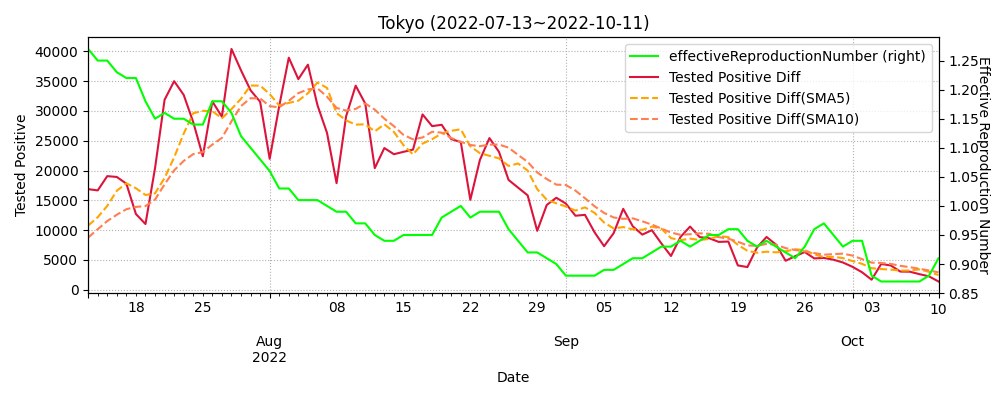 Tokyo (2022-07-13~2022-10-11)
effectiveReproductionNumber (right)
Tested Positive Diff
Tested Positive Diff(SMA5)
Tested Positive Diff(SMA10)
Tested Positive
40000
35000
30000
25000
20000
15000
10000
5000
0
1.25
1.20
1.15
1.10
1.05
1.00
0.95
0.90
0.85
Effective Reproduction Number
18 25 08 15 22 29 05 12 19 26 03 10
Aug Sep Oct
2022
Date